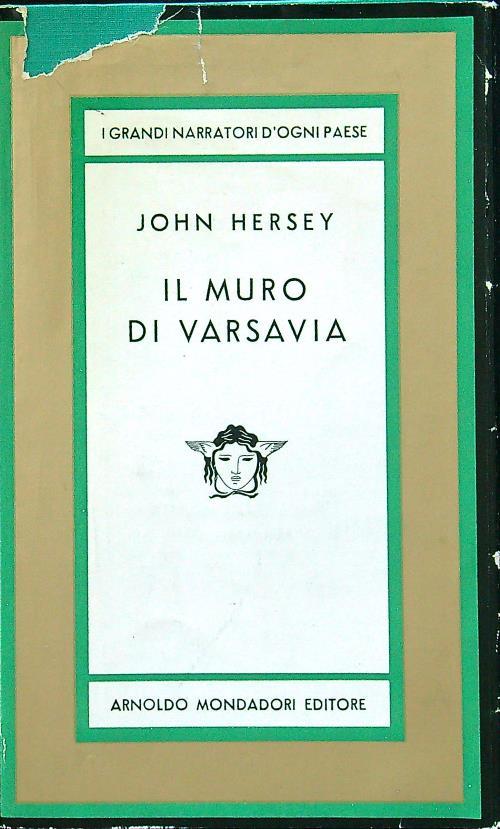 I GRANDI NARRATORI D'OGNI PAESE
JOHN HERSEY
IL MURO
DI VARSAVIA
ARNOLDO MONDADORI EDITORE